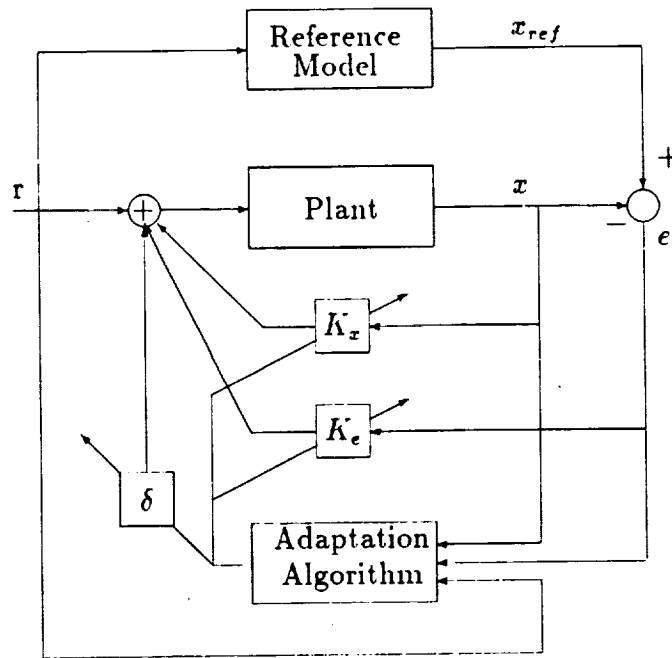 Reference
Model
x_ref
+
r
+
Plant
x
−
e
K_x
K_e
δ
Adaptation
Algorithm